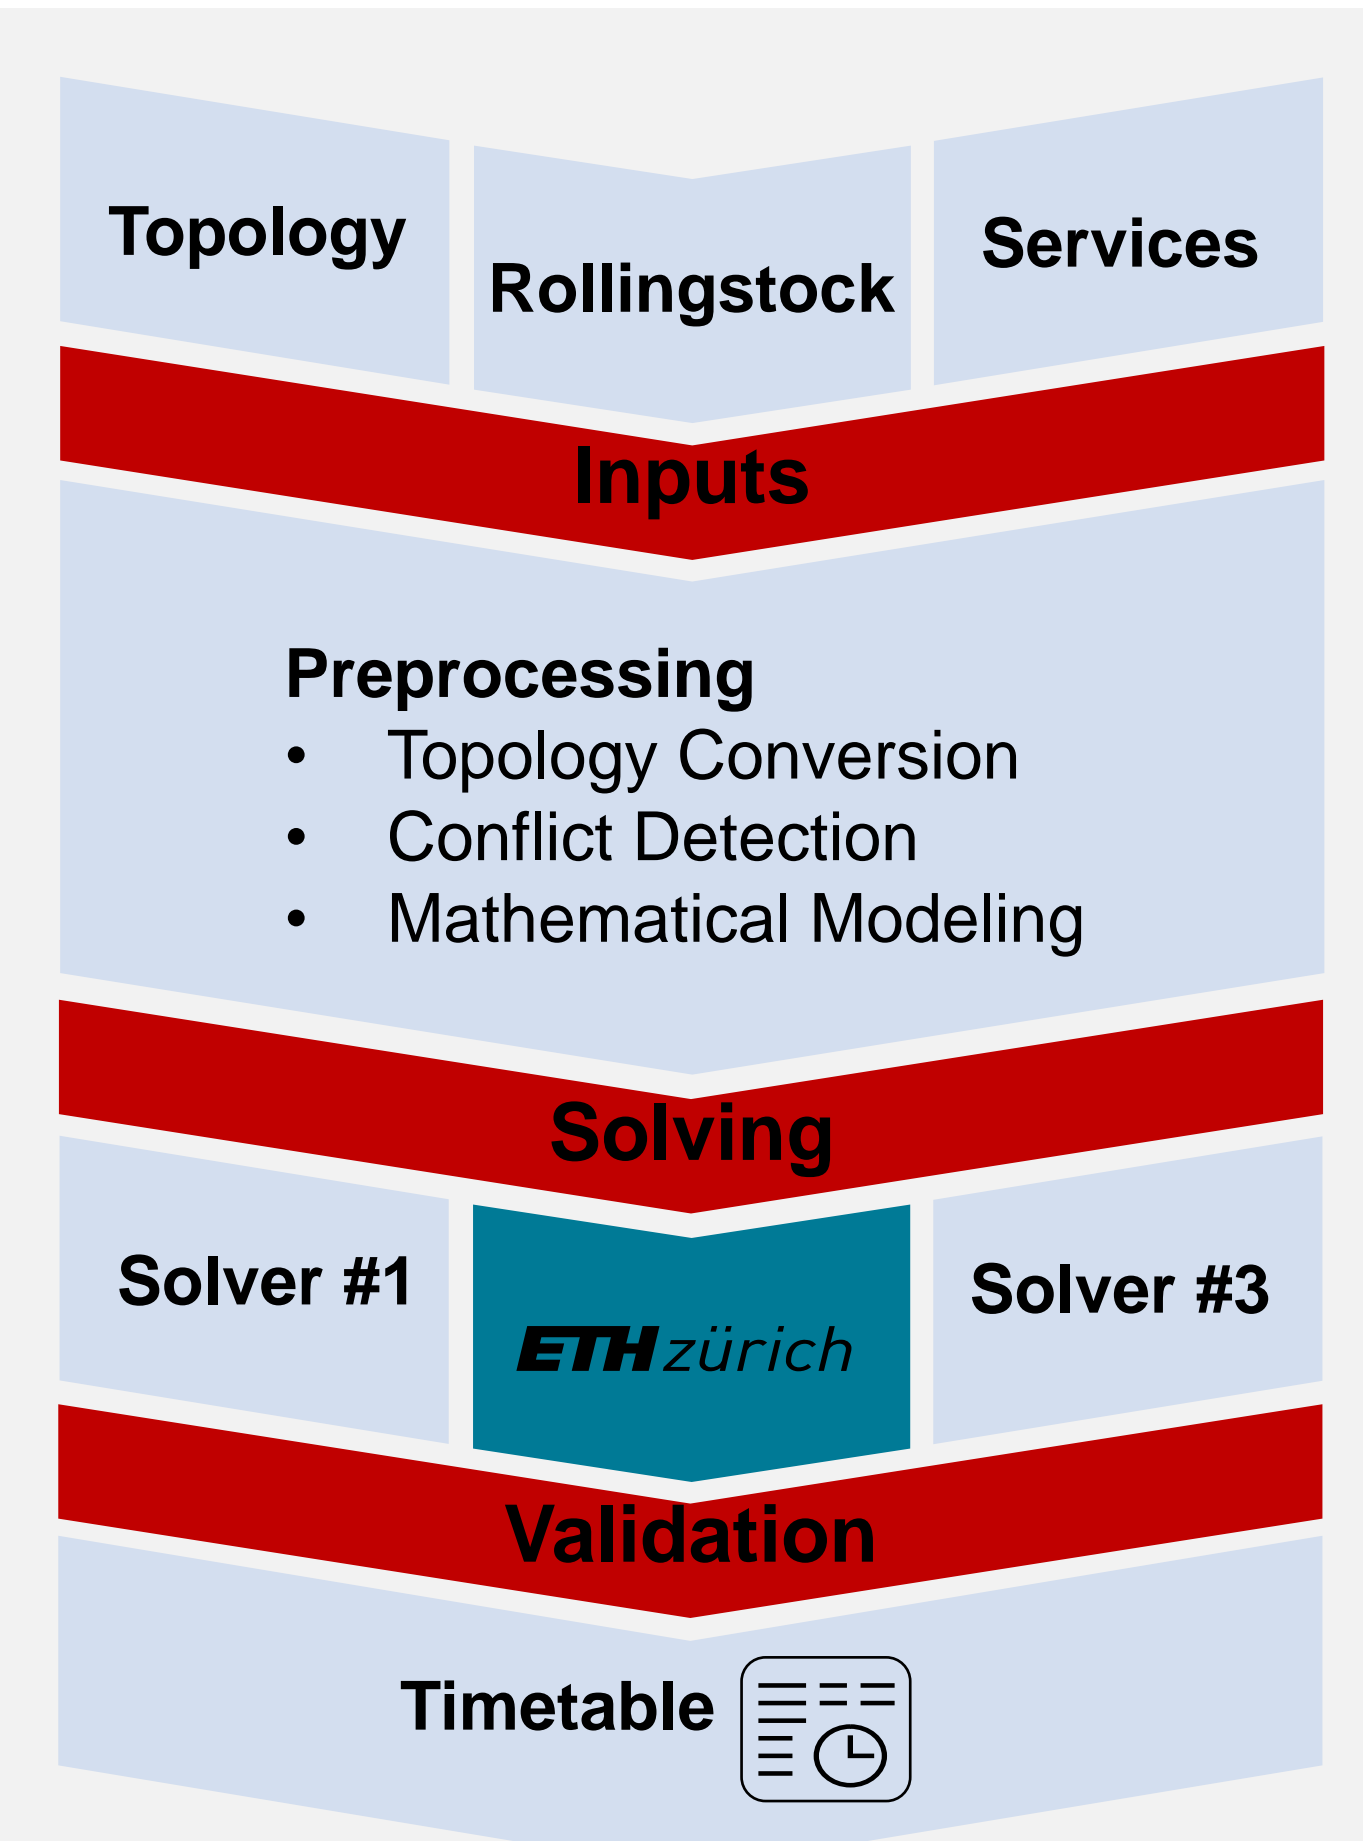 Topology
Rollingstock
Services
Inputs
Preprocessing
• Topology Conversion
• Conflict Detection
• Mathematical Modeling
Solving
Solver #1
ETH zürich
Solver #3
Validation
Timetable